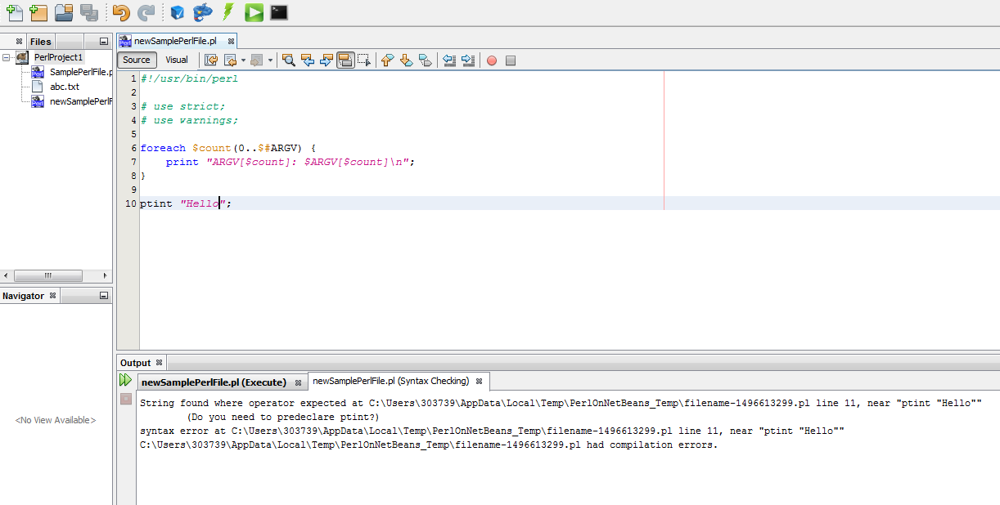 Files
PerlProject1
SamplePerlFile.p
abc.txt
newSamplePerlF
Navigator
<No View Available>
newSamplePerlFile.pl
Source Visual
1 #!/usr/bin/perl
2
3 # use strict;
4 # use warnings;
5
6 foreach $count(0..$#ARGV) {
7 print "ARGV[$count]: $ARGV[$count]\n";
8 }
9
10 ptint "Hello";
Output
newSamplePerlFile.pl (Execute) newSamplePerlFile.pl (Syntax Checking)
String found where operator expected at C:\Users\303739\AppData\Local\Temp\PerlOnNetBeans_Temp\filename-1496613299.pl line 11, near "ptint "Hello""
(Do you need to predeclare ptint?)
syntax error at C:\Users\303739\AppData\Local\Temp\PerlOnNetBeans_Temp\filename-1496613299.pl line 11, near "ptint "Hello""
C:\Users\303739\AppData\Local\Temp\PerlOnNetBeans_Temp\filename-1496613299.pl had compilation errors.